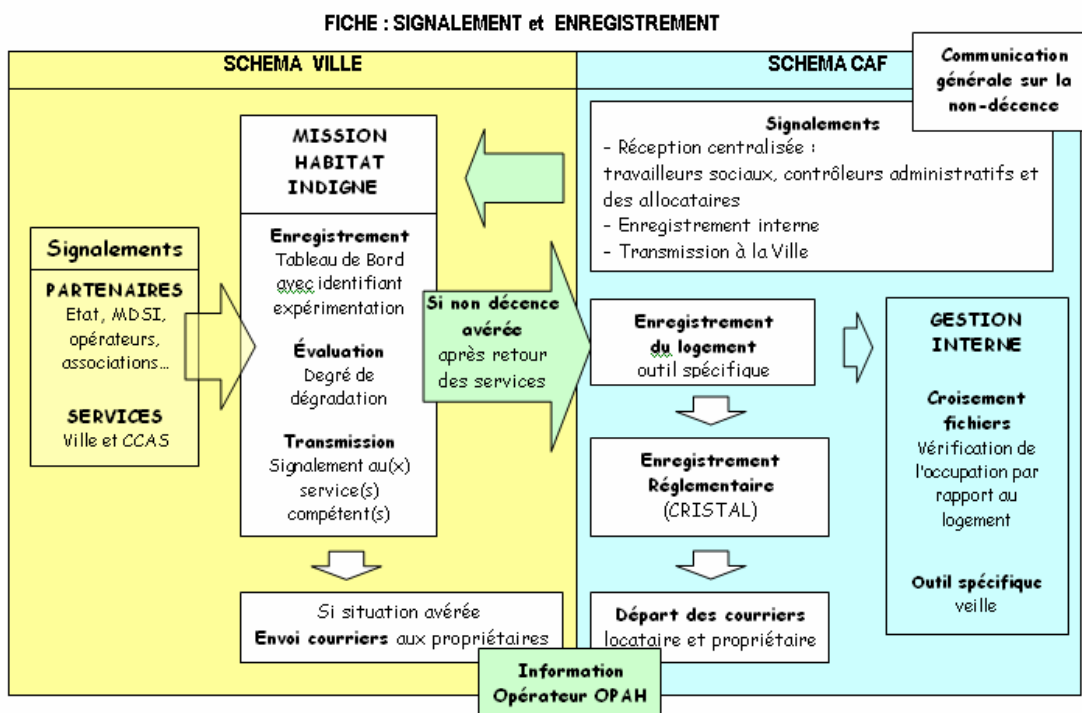 FICHE : SIGNALEMENT et ENREGISTREMENT
SCHEMA VILLE
SCHEMA CAF
Communication
générale sur la
non-décence
Signalements
PARTENAIRES
Etat, MDSI,
opérateurs,
associations...
SERVICES
Ville et CCAS
MISSION
HABITAT
INDIGNE
Enregistrement
Tableau de Bord
avec identifiant
expérimentation
Évaluation
Degré de
dégradation
Transmission
Signalement au(x)
service(s)
compétent(s)
Si situation avérée
Envoi courriers aux propriétaires
Si non décence
avérée
après retour
des services
Signalements
- Réception centralisée :
travailleurs sociaux, contrôleurs administratifs et
des allocataires
- Enregistrement interne
- Transmission à la Ville
Enregistrement
du logement
outil spécifique
Enregistrement
Réglementaire
(CRISTAL)
Départ des courriers
locataire et propriétaire
GESTION
INTERNE
Croisement
fichiers
Vérification de
l'occupation par
rapport au
logement
Outil spécifique
veille
Information
Opérateur OPAH